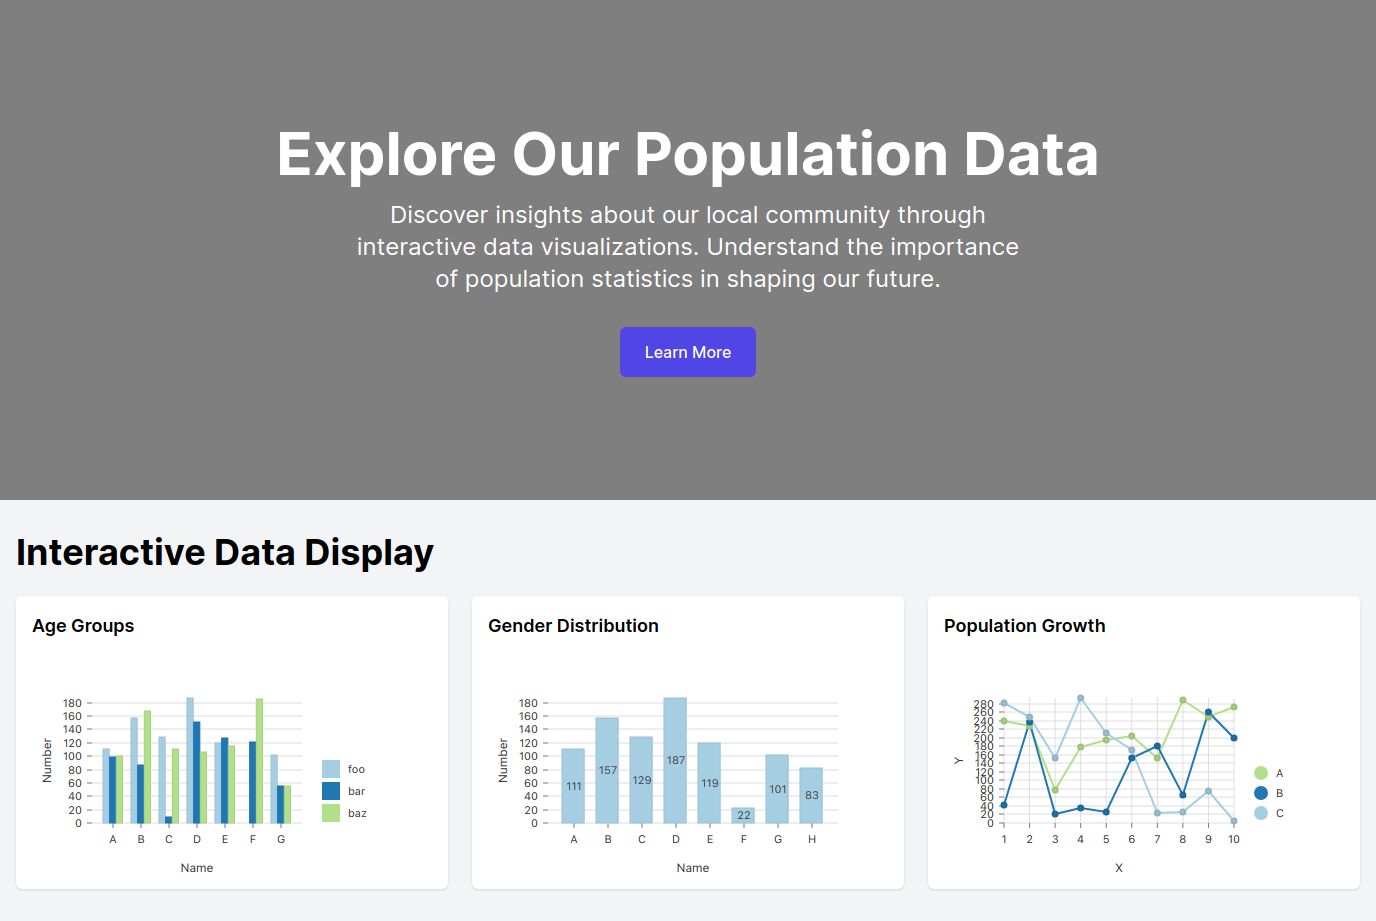 Explore Our Population Data
Discover insights about our local community through
interactive data visualizations. Understand the importance
of population statistics in shaping our future.
Learn More
Interactive Data Display
Age Groups
Number
180
160
140
120
100
80
60
40
20
0
A B C D E F G
Name
foo
bar
baz
Gender Distribution
Number
180
160
140
120
100
80
60
40
20
0
111 157 129 187 119 22 101 83
A B C D E F G H
Name
Population Growth
Y
280
260
240
220
200
180
160
140
120
100
80
60
40
20
0
1 2 3 4 5 6 7 8 9 10
X
A
B
C